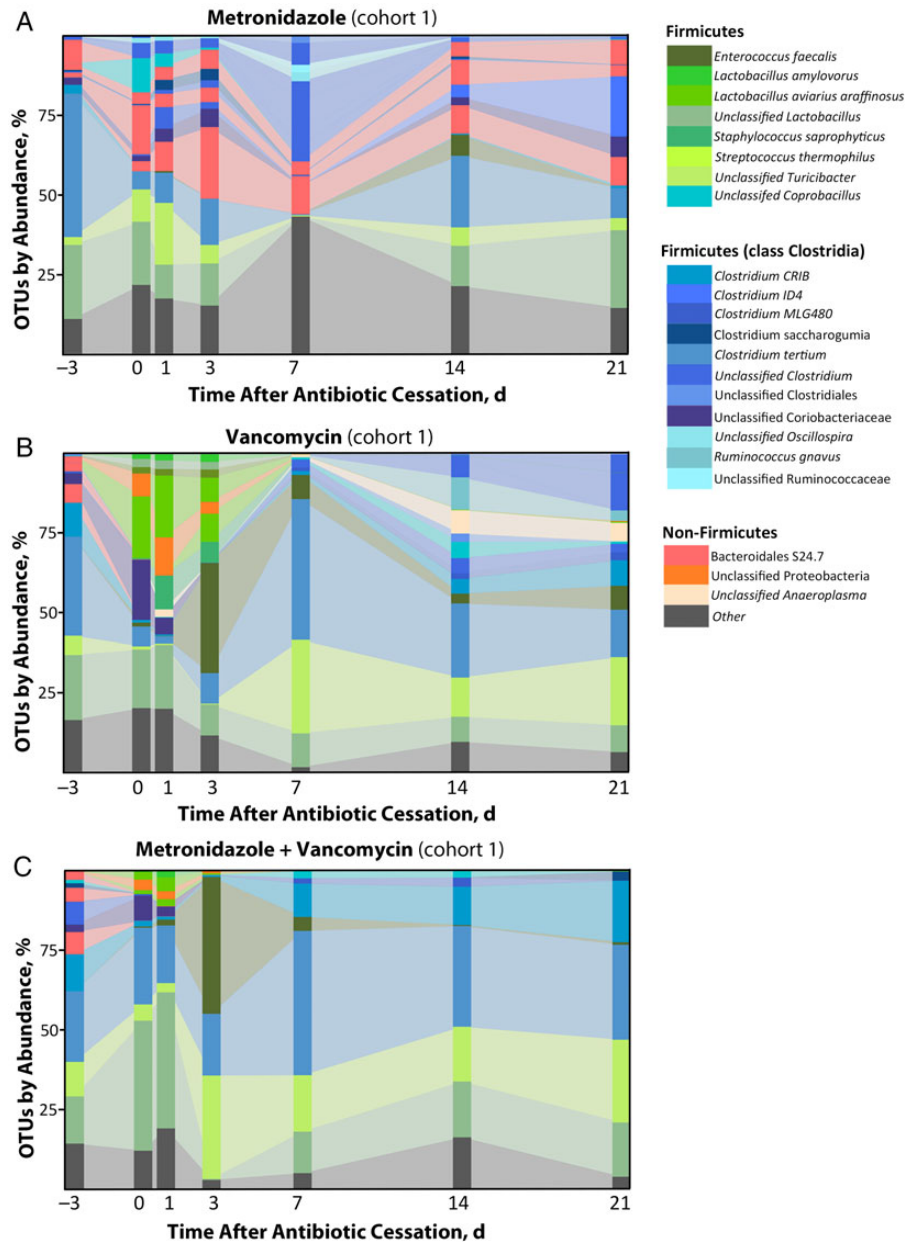 A
Metronidazole (cohort 1)
OTUs by Abundance, %
75
50
25
−3 0 1 3 7 14 21
Time After Antibiotic Cessation, d
B
Vancomycin (cohort 1)
OTUs by Abundance, %
75
50
25
−3 0 1 3 7 14 21
Time After Antibiotic Cessation, d
C
Metronidazole + Vancomycin (cohort 1)
OTUs by Abundance, %
75
50
25
−3 0 1 3 7 14 21
Time After Antibiotic Cessation, d
Firmicutes
Enterococcus faecalis
Lactobacillus amylovorus
Lactobacillus aviarius araffinosus
Unclassified Lactobacillus
Staphylococcus saprophyticus
Streptococcus thermophilus
Unclassified Turicibacter
Unclassifed Coprobacillus
Firmicutes (class Clostridia)
Clostridium CRIB
Clostridium ID4
Clostridium MLG480
Clostridium saccharogumia
Clostridium tertium
Unclassified Clostridium
Unclassified Clostridiales
Unclassified Coriobacteriaceae
Unclassified Oscillospira
Ruminococcus gnavus
Unclassified Ruminococcaceae
Non-Firmicutes
Bacteroidales S24.7
Unclassified Proteobacteria
Unclassified Anaeroplasma
Other